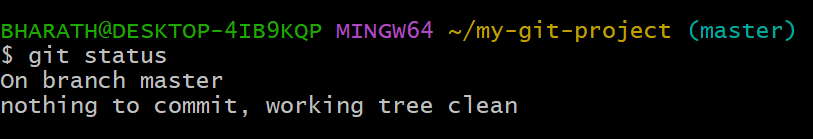 BHARATH@DESKTOP-4IB9KQP MINGW64 ~/my-git-project (master)
$ git status
On branch master
nothing to commit, working tree clean